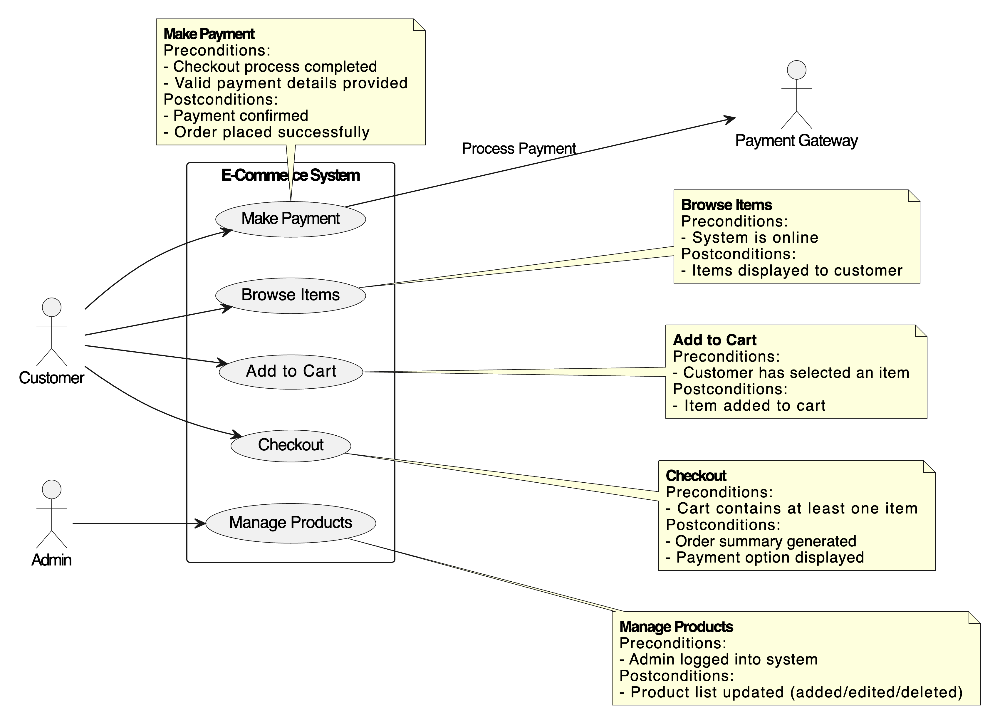 Make Payment
Preconditions:
- Checkout process completed
- Valid payment details provided
Postconditions:
- Payment confirmed
- Order placed successfully
Payment Gateway
Process Payment
E-Commerce System
Make Payment
Browse Items
Preconditions:
- System is online
Postconditions:
- Items displayed to customer
Browse Items
Customer
Add to Cart
Add to Cart
Preconditions:
- Customer has selected an item
Postconditions:
- Item added to cart
Checkout
Checkout
Preconditions:
- Cart contains at least one item
Postconditions:
- Order summary generated
- Payment option displayed
Admin
Manage Products
Manage Products
Preconditions:
- Admin logged into system
Postconditions:
- Product list updated (added/edited/deleted)